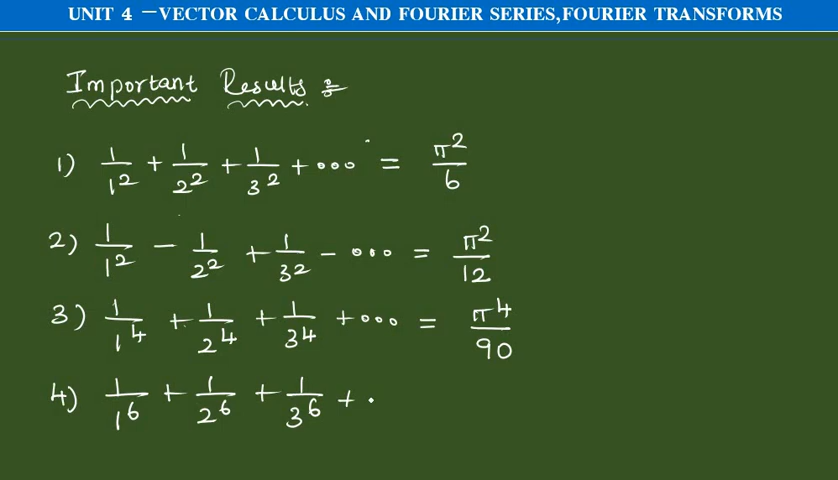 UNIT 4 –VECTOR CALCULUS AND FOURIER SERIES,FOURIER TRANSFORMS
Important Results :-
1) 1/1² + 1/2² + 1/3² + ... = π²/6
2) 1/1² - 1/2² + 1/3² - ... = π²/12
3) 1/1⁴ + 1/2⁴ + 1/3⁴ + ... = π⁴/90
4) 1/1⁶ + 1/2⁶ + 1/3⁶ + .